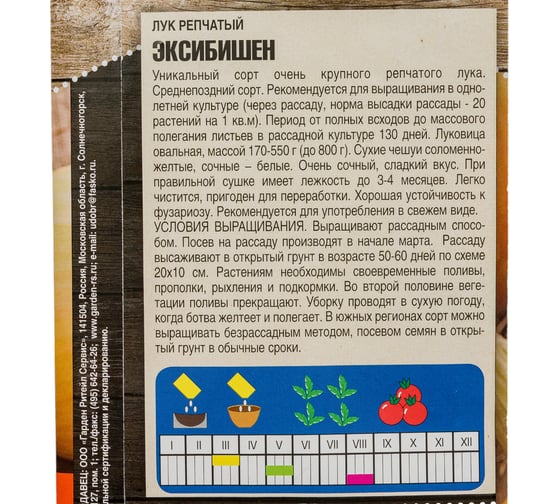 ЛУК РЕПЧАТЫЙ
ЭКСИБИШЕН
Уникальный сорт очень крупного репчатого лука.
Среднепоздний сорт. Рекомендуется для выращивания в одно-
летней культуре (через рассаду, норма высадки рассады - 20
растений на 1 кв.м). Период от полных всходов до массового
полегания листьев в рассадной культуре 130 дней. Луковица
овальная, массой 170-550 г (до 800 г). Сухие чешуи соломенно-
желтые, сочные – белые. Очень сочный, сладкий вкус. При
правильной сушке имеет лежкость до 3-4 месяцев. Легко
чистится, пригоден для переработки. Хорошая устойчивость к
фузариозу. Рекомендуется для употребления в свежем виде.
УСЛОВИЯ ВЫРАЩИВАНИЯ. Выращивают рассадным спосо-
бом. Посев на рассаду производят в начале марта. Рассаду
высаживают в открытый грунт в возрасте 50-60 дней по схеме
20х10 см. Растениям необходимы своевременные поливы,
прополки, рыхления и подкормки. Во второй половине веге-
тации поливы прекращают. Уборку проводят в сухую погоду,
когда ботва желтеет и полегает. В южных регионах сорт можно
выращивать безрассадным методом, посевом семян в откры-
тый грунт в обычные сроки.
I II III IV V VI VII VIII IX X XI XII
ДАВЕЦ: ООО «Гарден Ритейл Сервис», 141504, Россия, Московская область, г. Солнечногорск,
127, пом. 1; тел./факс: (495) 642-64-26; www.garden-rs.ru; e-mail: udobr@fasko.ru.
льной сертификации и декларированию.